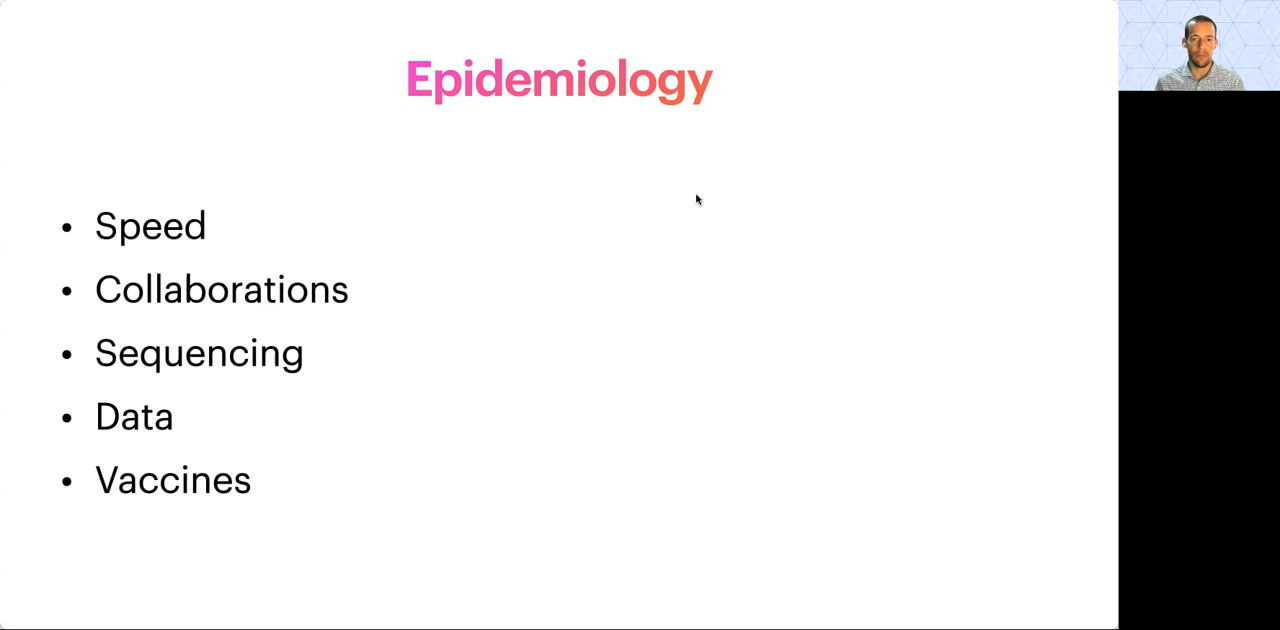 Epidemiology
• Speed
• Collaborations
• Sequencing
• Data
• Vaccines